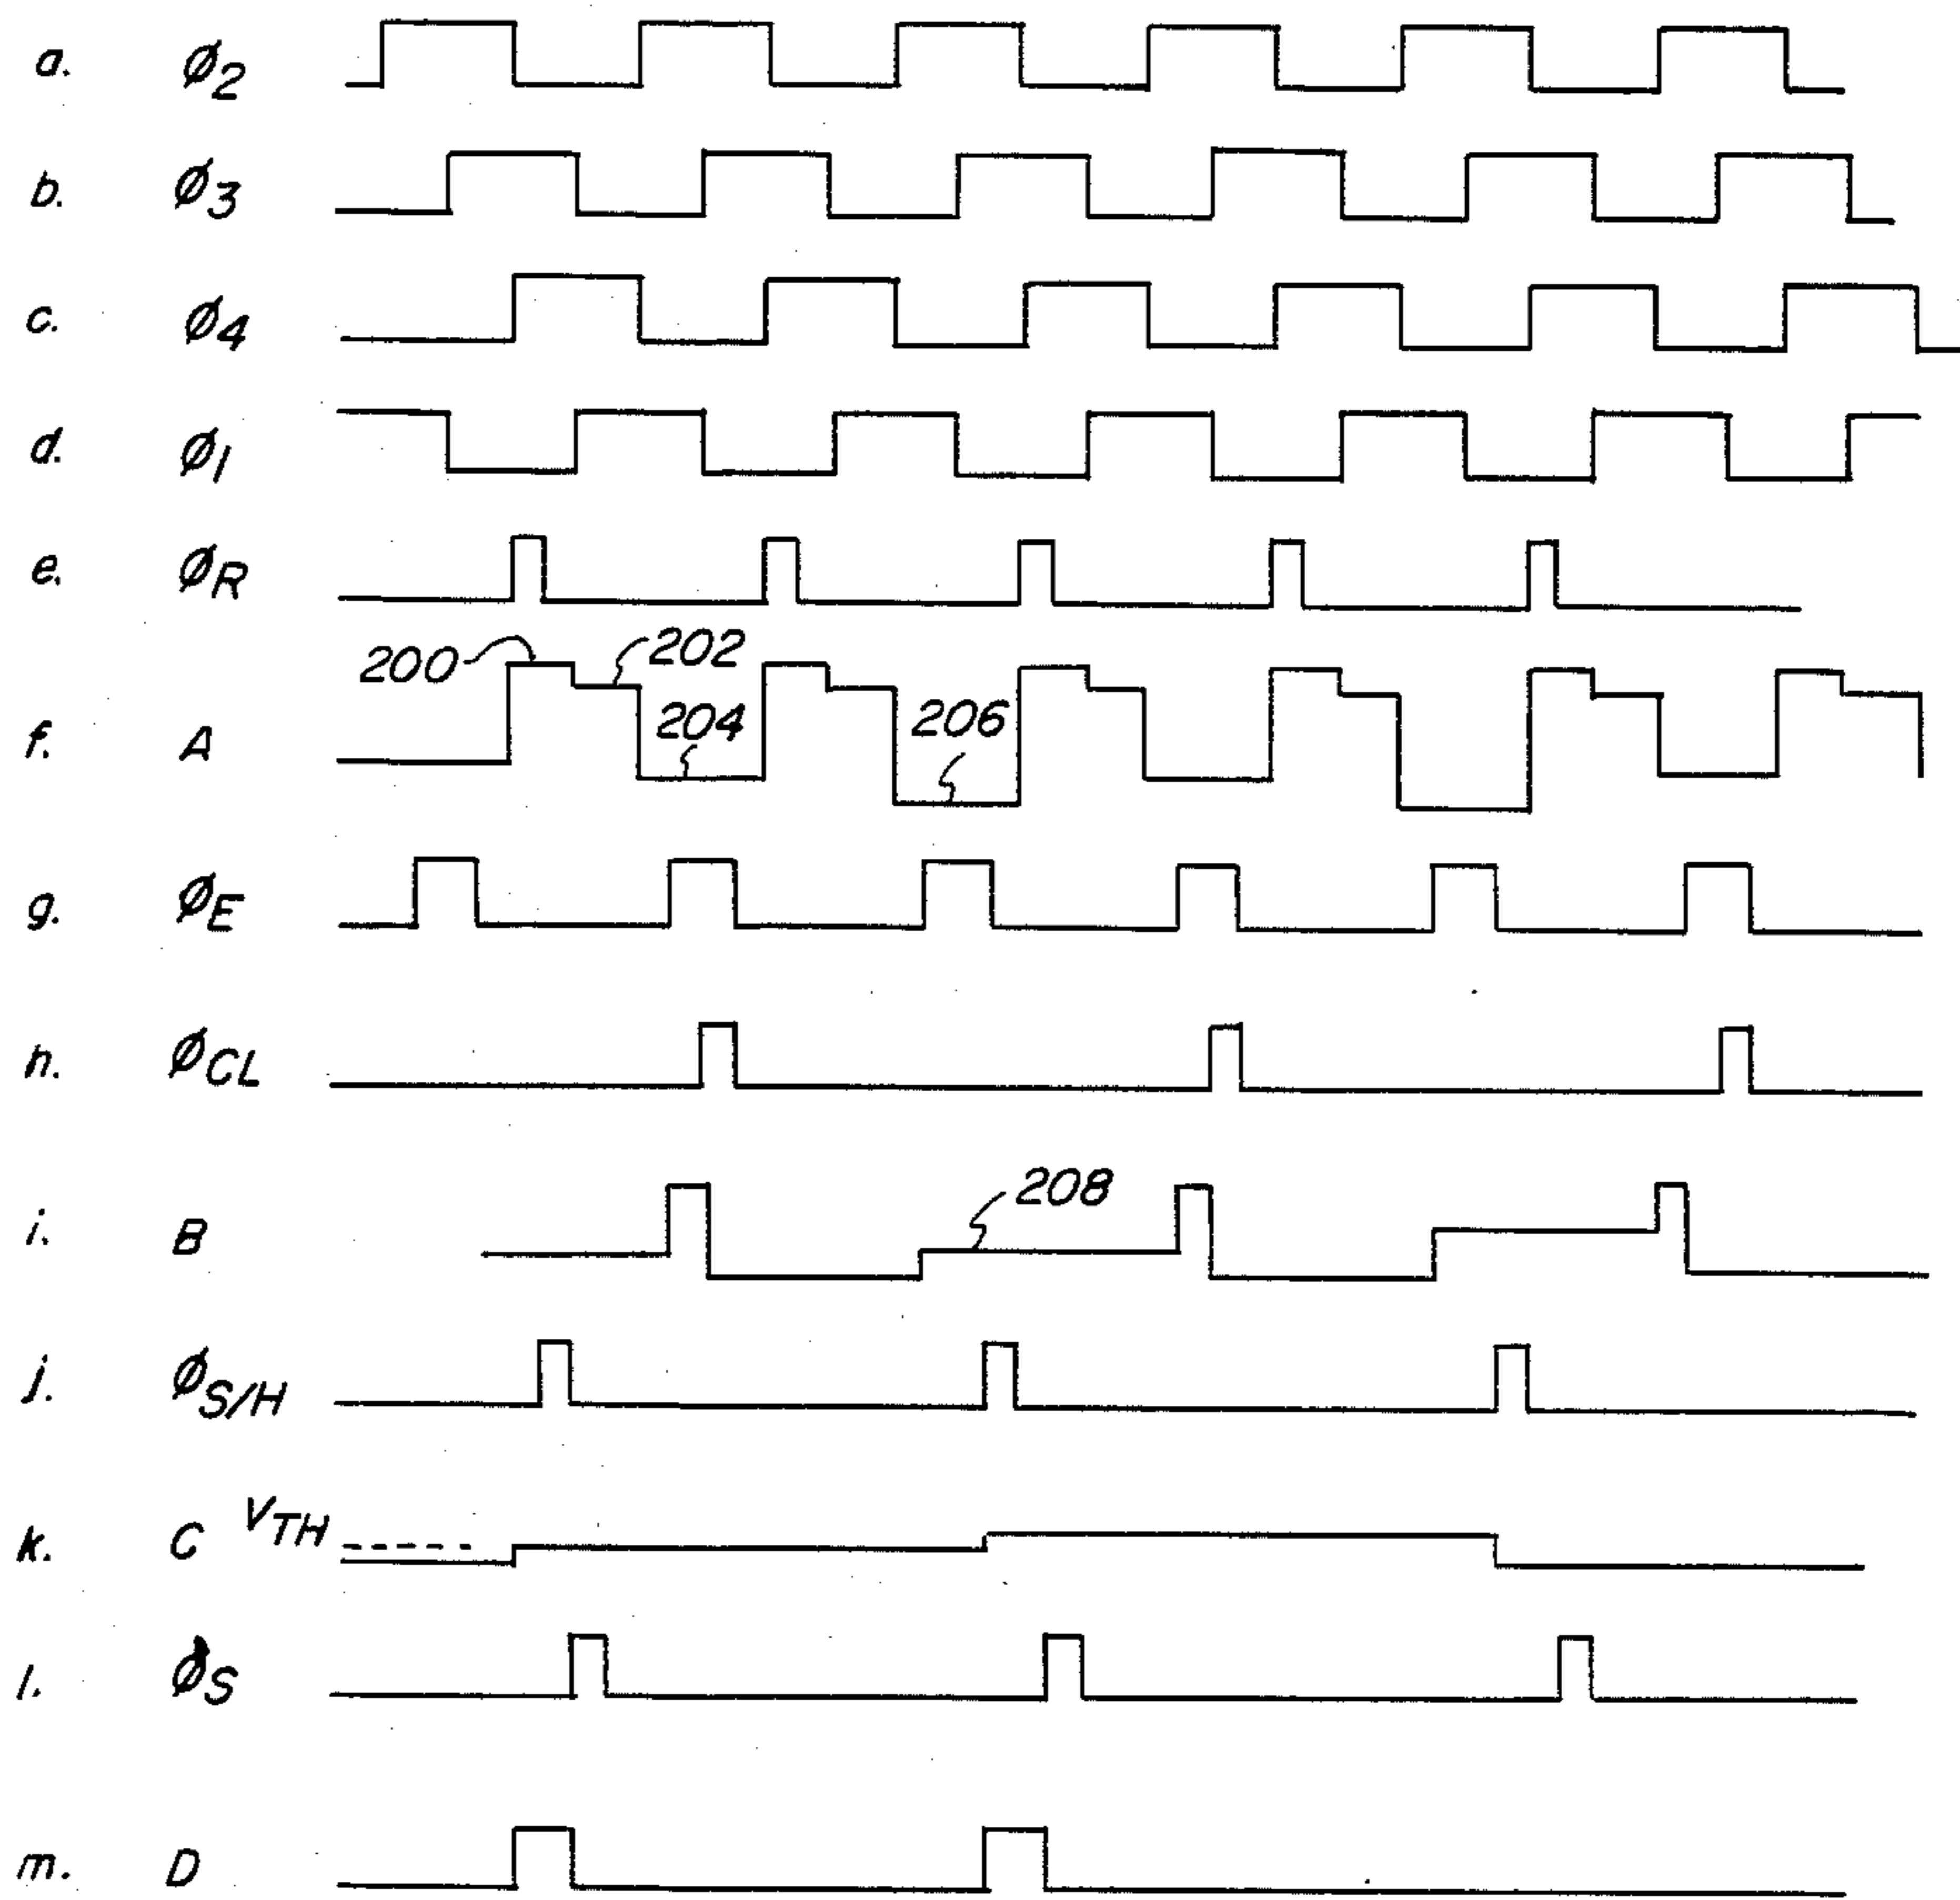 a. Ø2
b. Ø3
c. Ø4
d. Ø1
e. ØR
200 202
204 206
f. A
g. ØE
h. ØCL
208
i. B
j. ØS/H
k. C VTH
l. ØS
m. D